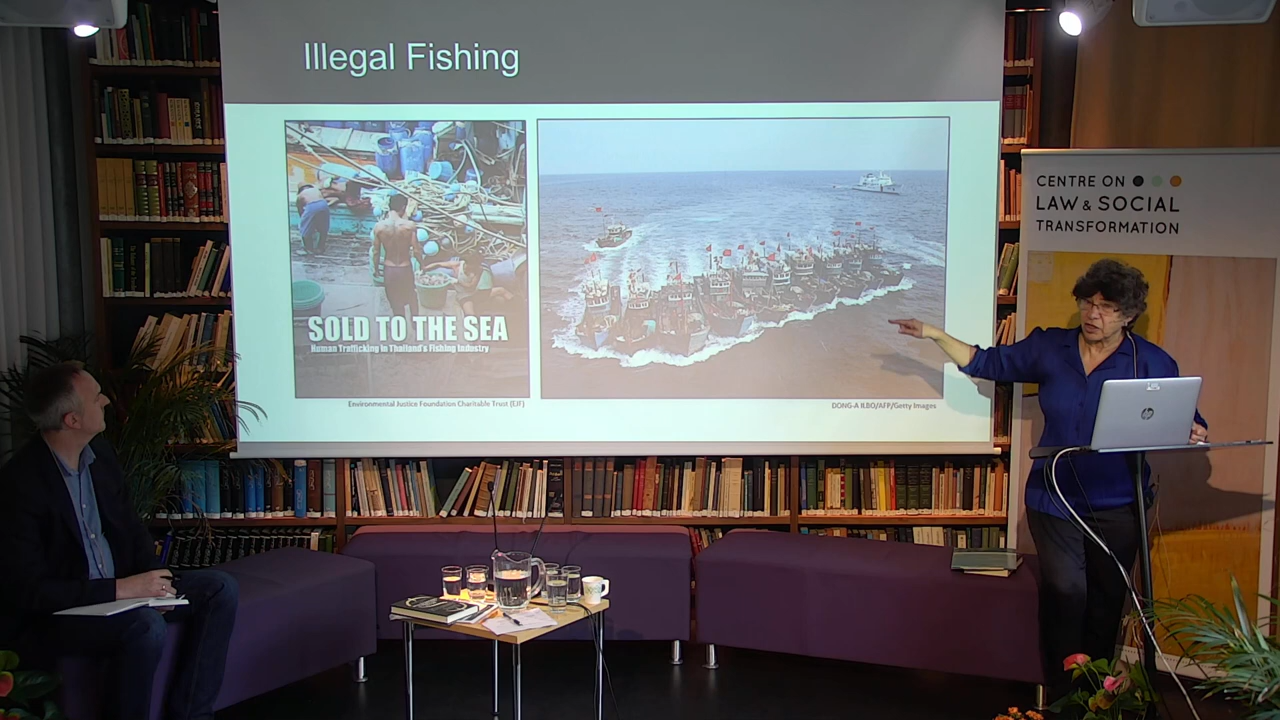 Illegal Fishing
SOLD TO THE SEA
Human Trafficking in Thailand's Fishing Industry
Environmental Justice Foundation Charitable Trust (EJF)
DONG-A ILBO/AFP/Getty Images
CENTRE ON
LAW & SOCIAL
TRANSFORMATION
hp